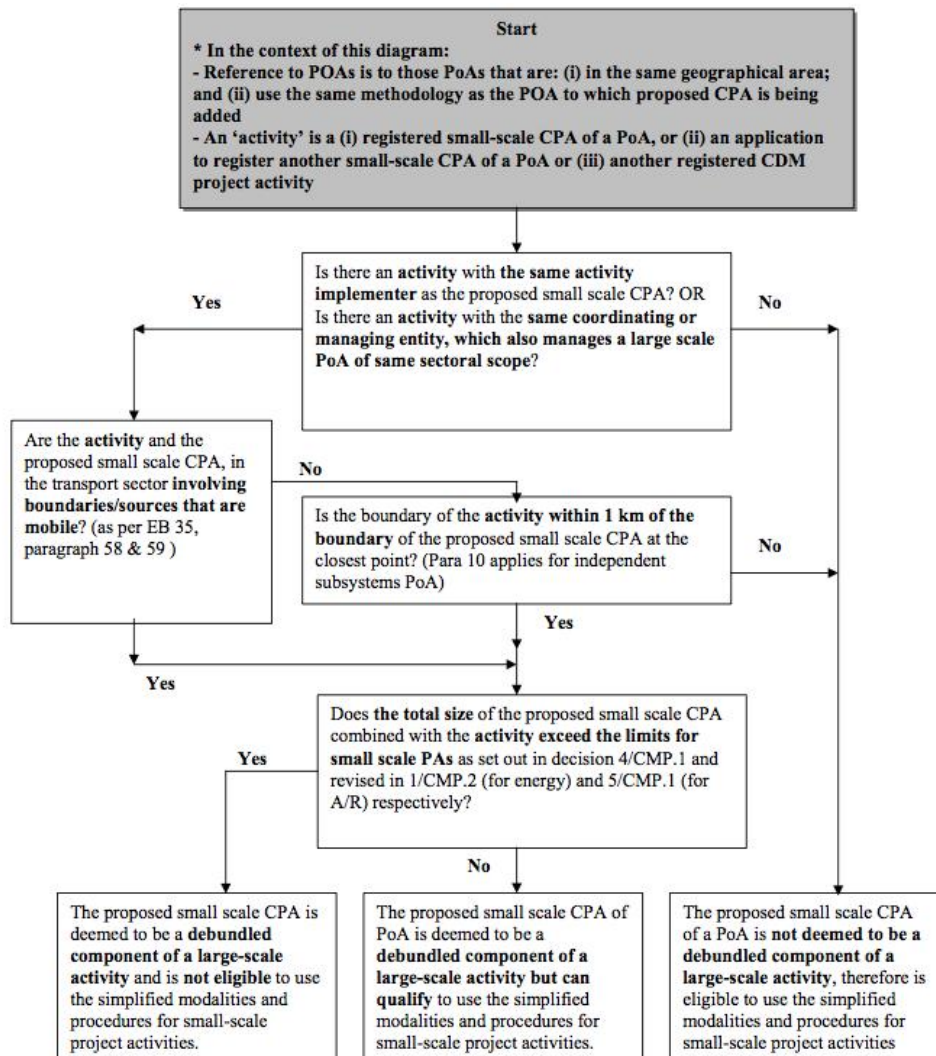 Start
* In the context of this diagram:
- Reference to POAs is to those PoAs that are: (i) in the same geographical area;
and (ii) use the same methodology as the POA to which proposed CPA is being
added
- An ‘activity’ is a (i) registered small-scale CPA of a PoA, or (ii) an application
to register another small-scale CPA of a PoA or (iii) another registered CDM
project activity
Is there an activity with the same activity
implementer as the proposed small scale CPA? OR
Is there an activity with the same coordinating or
managing entity, which also manages a large scale
PoA of same sectoral scope?
Yes
No
Are the activity and the
proposed small scale CPA, in
the transport sector involving
boundaries/sources that are
mobile? (as per EB 35,
paragraph 58 & 59 )
No
Is the boundary of the activity within 1 km of the
boundary of the proposed small scale CPA at the
closest point? (Para 10 applies for independent
subsystems PoA)
No
Yes
Yes
Does the total size of the proposed small scale CPA
combined with the activity exceed the limits for
small scale PAs as set out in decision 4/CMP.1 and
revised in 1/CMP.2 (for energy) and 5/CMP.1 (for
A/R) respectively?
Yes
No
The proposed small scale CPA is
deemed to be a debundled
component of a large-scale
activity and is not eligible to use
the simplified modalities and
procedures for small-scale
project activities.
The proposed small scale CPA of
PoA is deemed to be a
debundled component of a
large-scale activity but can
qualify to use the simplified
modalities and procedures for
small-scale project activities.
The proposed small scale CPA
of a PoA is not deemed to be a
debundled component of a
large-scale activity, therefore is
eligible to use the simplified
modalities and procedures for
small-scale project activities